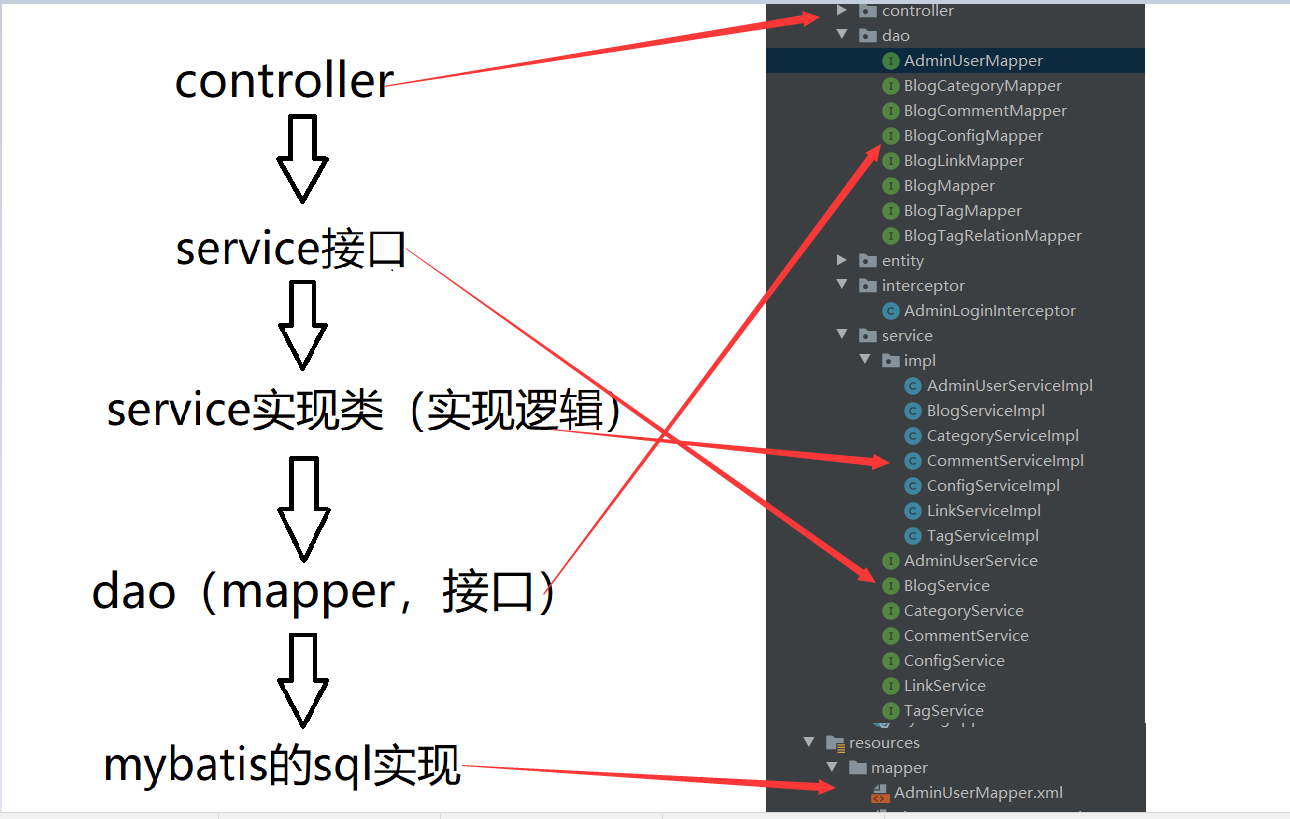 controller
service接口
service实现类（实现逻辑）
dao（mapper，接口）
mybatis的sql实现
controller
dao
AdminUserMapper
BlogCategoryMapper
BlogCommentMapper
BlogConfigMapper
BlogLinkMapper
BlogMapper
BlogTagMapper
BlogTagRelationMapper
entity
interceptor
AdminLoginInterceptor
service
impl
AdminUserServiceImpl
BlogServiceImpl
CategoryServiceImpl
CommentServiceImpl
ConfigServiceImpl
LinkServiceImpl
TagServiceImpl
AdminUserService
BlogService
CategoryService
CommentService
ConfigService
LinkService
TagService
resources
mapper
AdminUserMapper.xml